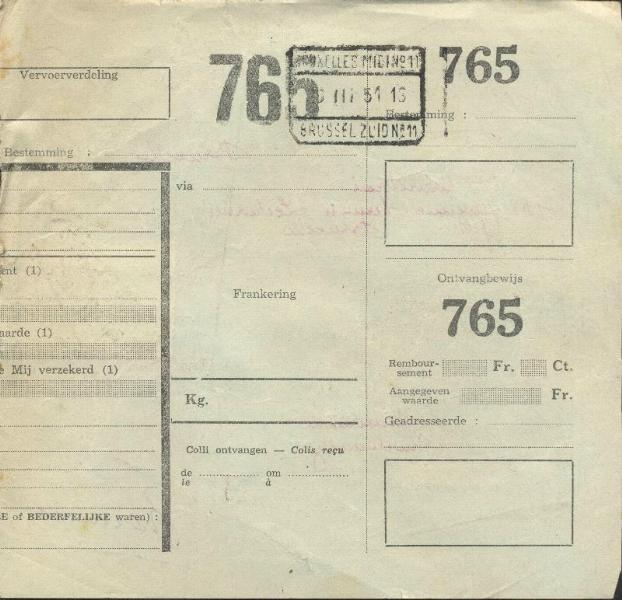 Vervoerverdeling
765
BRUXELLES MIDI Nº 11
BRUSSEL ZUID Nº 11
765
Bestemming :
Bestemming :
via
Frankering
Kg.
Colli ontvangen — Colis reçu
de om
le à
ent (1)
aarde (1)
e Mij verzekerd (1)
E of BEDERFELIJKE waren) :
Ontvangbewijs
765
Rembour-
sement Fr. Ct.
Aangegeven
waarde Fr.
Geadresseerde :